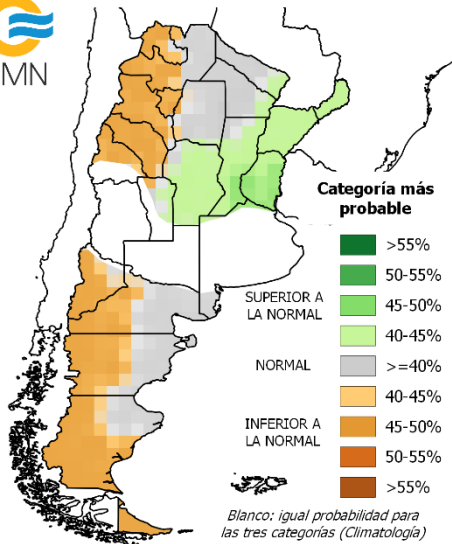 MN
Categoría más
probable
>55%
50-55%
45-50%
SUPERIOR A
LA NORMAL
40-45%
NORMAL
>=40%
40-45%
INFERIOR A
LA NORMAL
45-50%
50-55%
>55%
Blanco: igual probabilidad para
las tres categorías (Climatología)